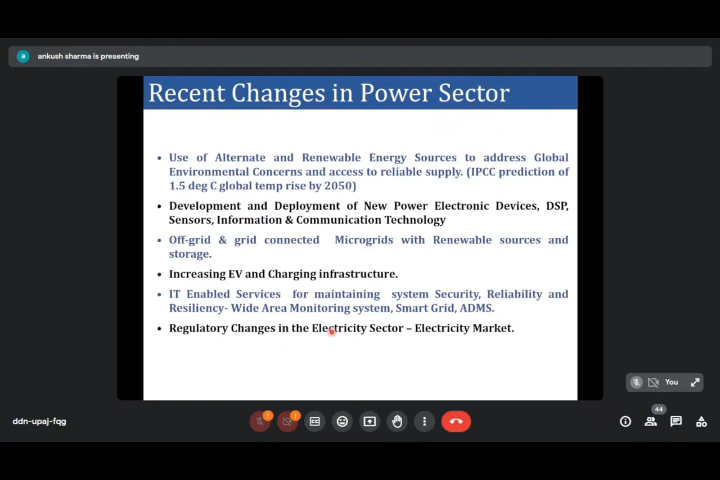 a ankush sharma is presenting
Recent Changes in Power Sector
• Use of Alternate and Renewable Energy Sources to address Global
Environmental Concerns and access to reliable supply. (IPCC prediction of
1.5 deg C global temp rise by 2050)
• Development and Deployment of New Power Electronic Devices, DSP,
Sensors, Information & Communication Technology
• Off-grid & grid connected Microgrids with Renewable sources and
storage.
• Increasing EV and Charging infrastructure.
• IT Enabled Services for maintaining system Security, Reliability and
Resiliency- Wide Area Monitoring system, Smart Grid, ADMS.
• Regulatory Changes in the Electricity Sector – Electricity Market.
You
44
ddn-upaj-fqg